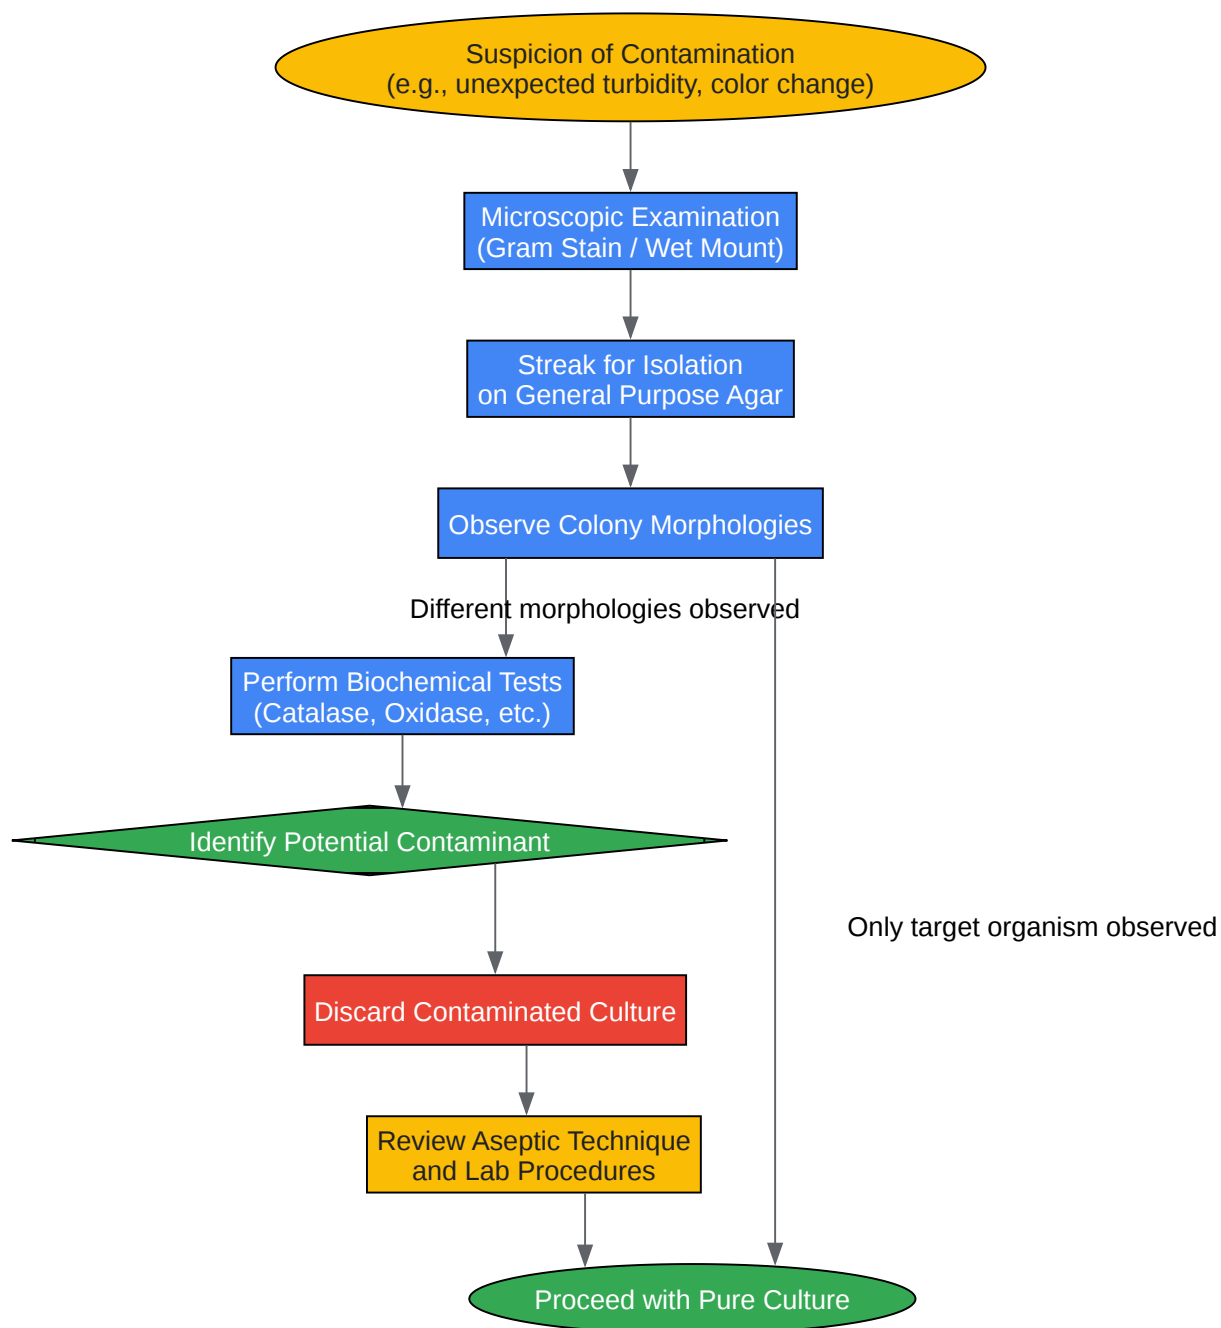 Suspicion of Contamination
(e.g., unexpected turbidity, color change)
Microscopic Examination
(Gram Stain / Wet Mount)
Streak for Isolation
on General Purpose Agar
Observe Colony Morphologies
Different morphologies observed
Perform Biochemical Tests
(Catalase, Oxidase, etc.)
Identify Potential Contaminant
Only target organism observed
Discard Contaminated Culture
Review Aseptic Technique
and Lab Procedures
Proceed with Pure Culture